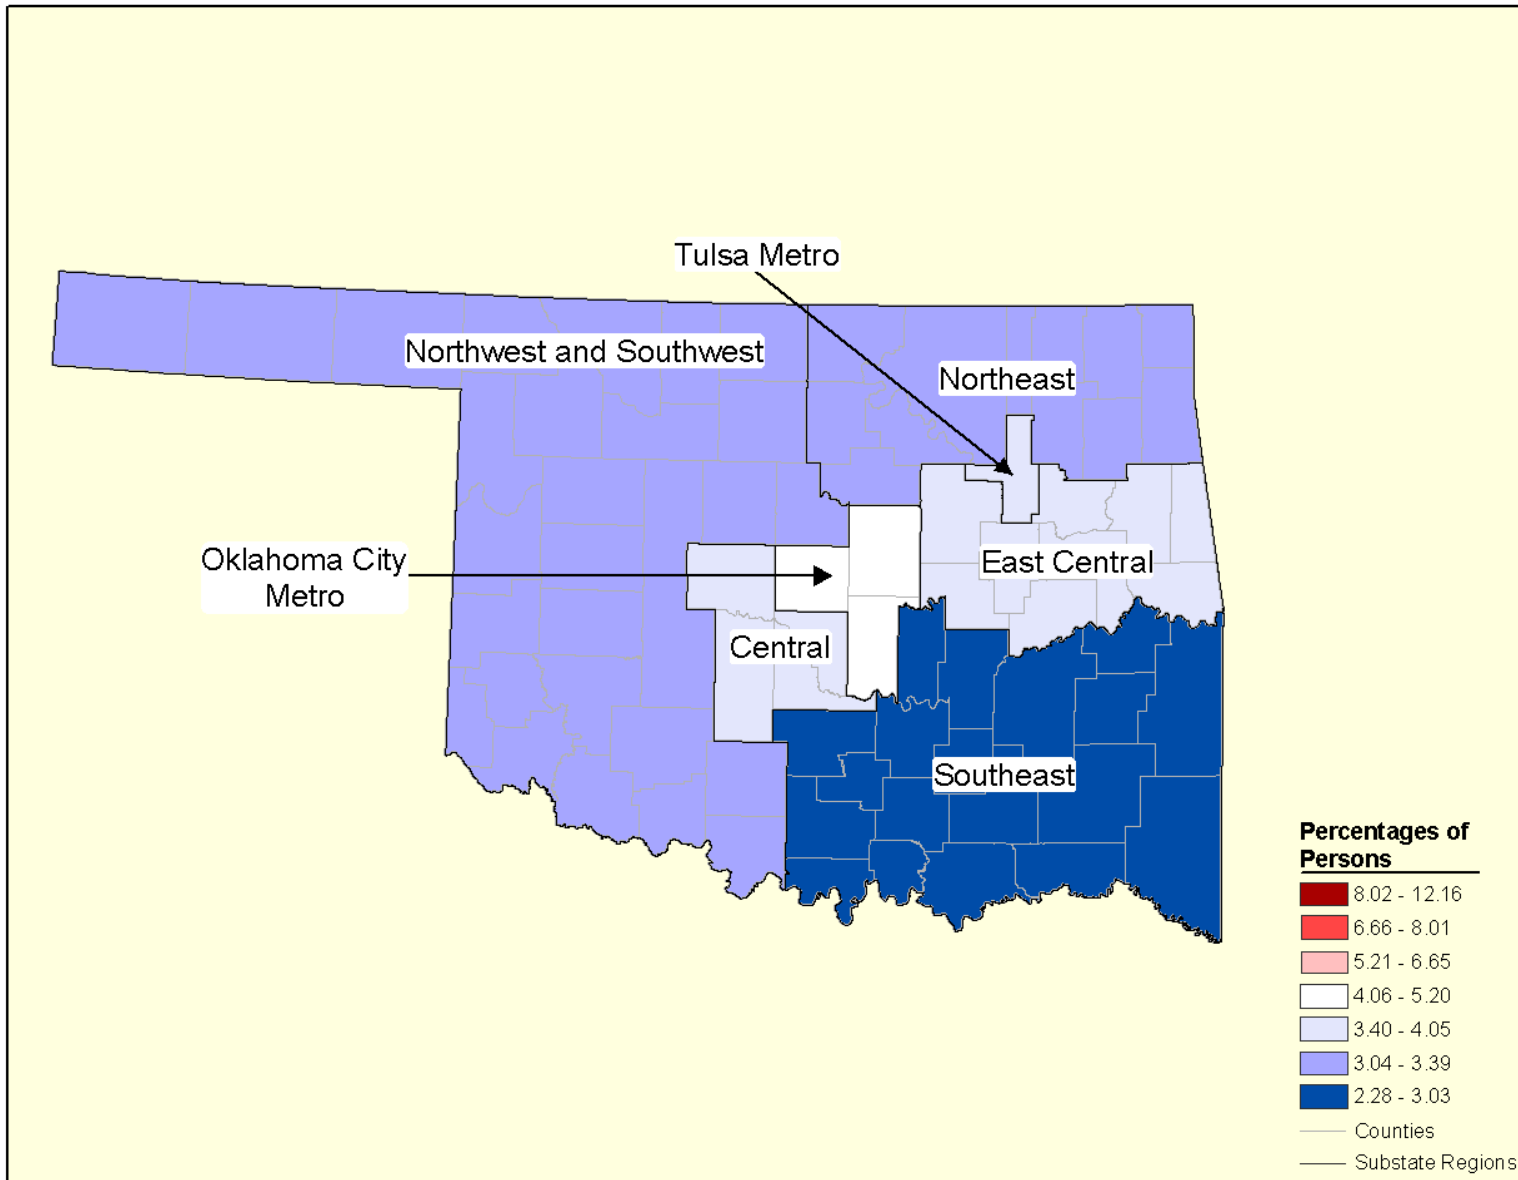 Tulsa Metro
Northwest and Southwest
Northeast
Oklahoma City
Metro
East Central
Central
Southeast
Percentages of
Persons
8.02 - 12.16
6.66 - 8.01
5.21 - 6.65
4.06 - 5.20
3.40 - 4.05
3.04 - 3.39
2.28 - 3.03
Counties
Substate Regions